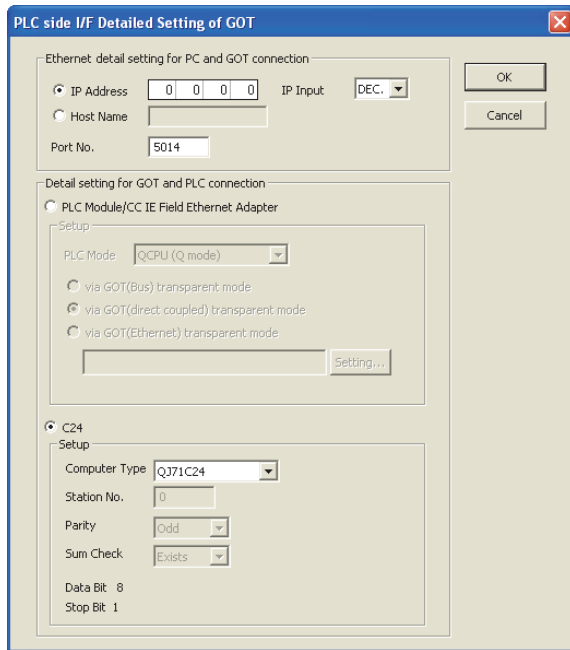 PLC side I/F Detailed Setting of GOT
Ethernet detail setting for PC and GOT connection
IP Address 0 0 0 0 IP Input DEC.
Host Name
Port No. 5014
OK
Cancel
Detail setting for GOT and PLC connection
PLC Module/CC IE Field Ethernet Adapter
Setup
PLC Mode QCPU (Q mode)
via GOT(Bus) transparent mode
via GOT(direct coupled) transparent mode
via GOT(Ethernet) transparent mode
Setting...
C24
Setup
Computer Type QJ71C24
Station No. 0
Parity Odd
Sum Check Exists
Data Bit 8
Stop Bit 1